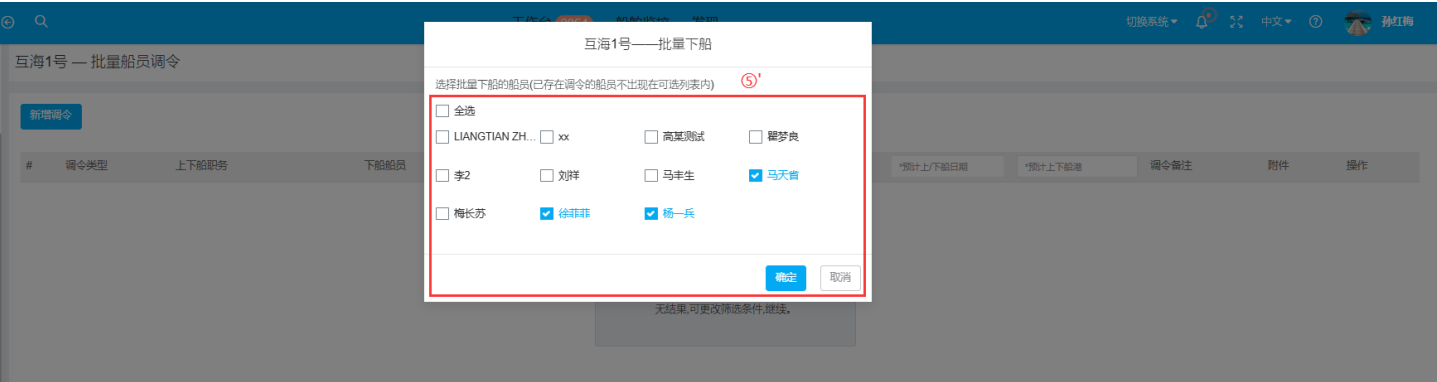 工作台 船舶监控 发现
切换系统 中文 孙红梅
互海1号 — 批量船员调令
互海1号——批量下船
选择批量下船的船员(已存在调令的船员不出现在可选列表内) ⑤'
新增调令
全选
LIANGTIAN ZH... xx 高某测试 瞿梦良
# 调令类型 上下船职务 下船船员 *预计上/下船日期 *预计上下船港 调令备注 附件 操作
李2 刘祥 马丰生 马天省
梅长苏 徐菲菲 杨一兵
确定 取消
无结果,可更改筛选条件,继续。